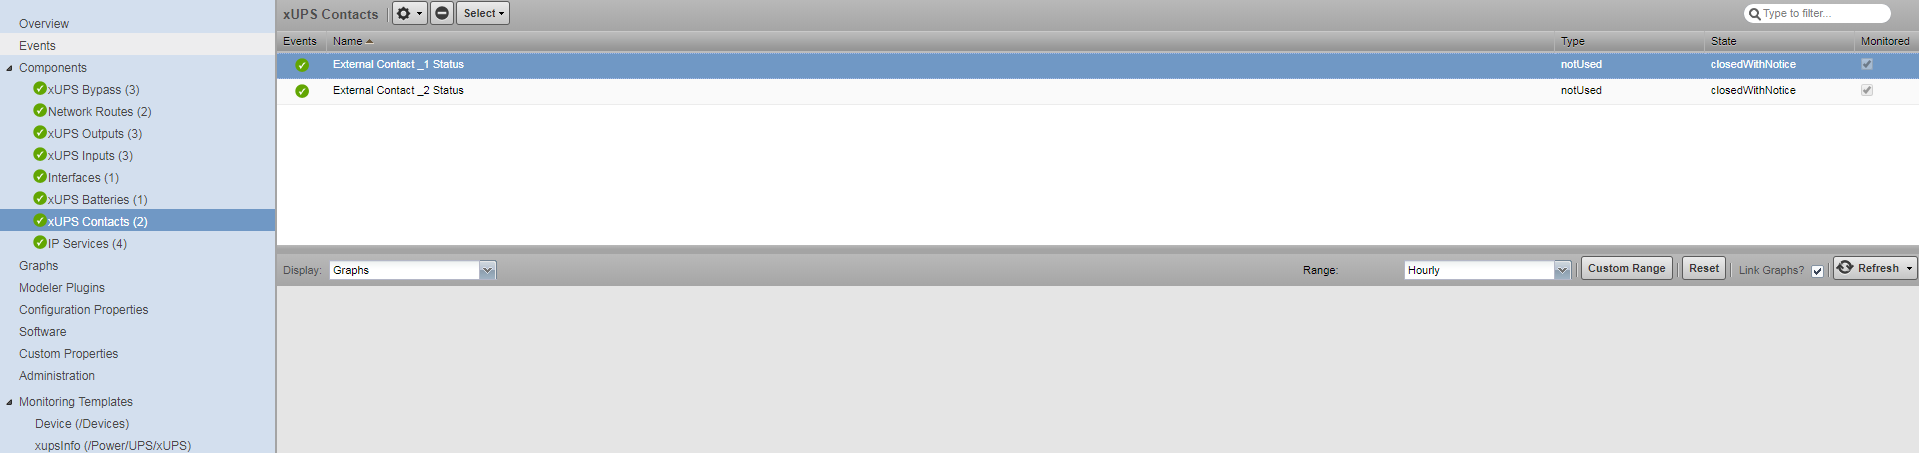 Overview
Events
Components
xUPS Bypass (3)
Network Routes (2)
xUPS Outputs (3)
xUPS Inputs (3)
Interfaces (1)
xUPS Batteries (1)
xUPS Contacts (2)
IP Services (4)
Graphs
Modeler Plugins
Configuration Properties
Software
Custom Properties
Administration
Monitoring Templates
Device (/Devices)
xupsInfo (/Power/UPS/xUPS)
xUPS Contacts Select Type to filter...
Events Name Type State Monitored
External Contact _1 Status notUsed closedWithNotice
External Contact _2 Status notUsed closedWithNotice
Display: Graphs Range: Hourly Custom Range Reset Link Graphs? Refresh